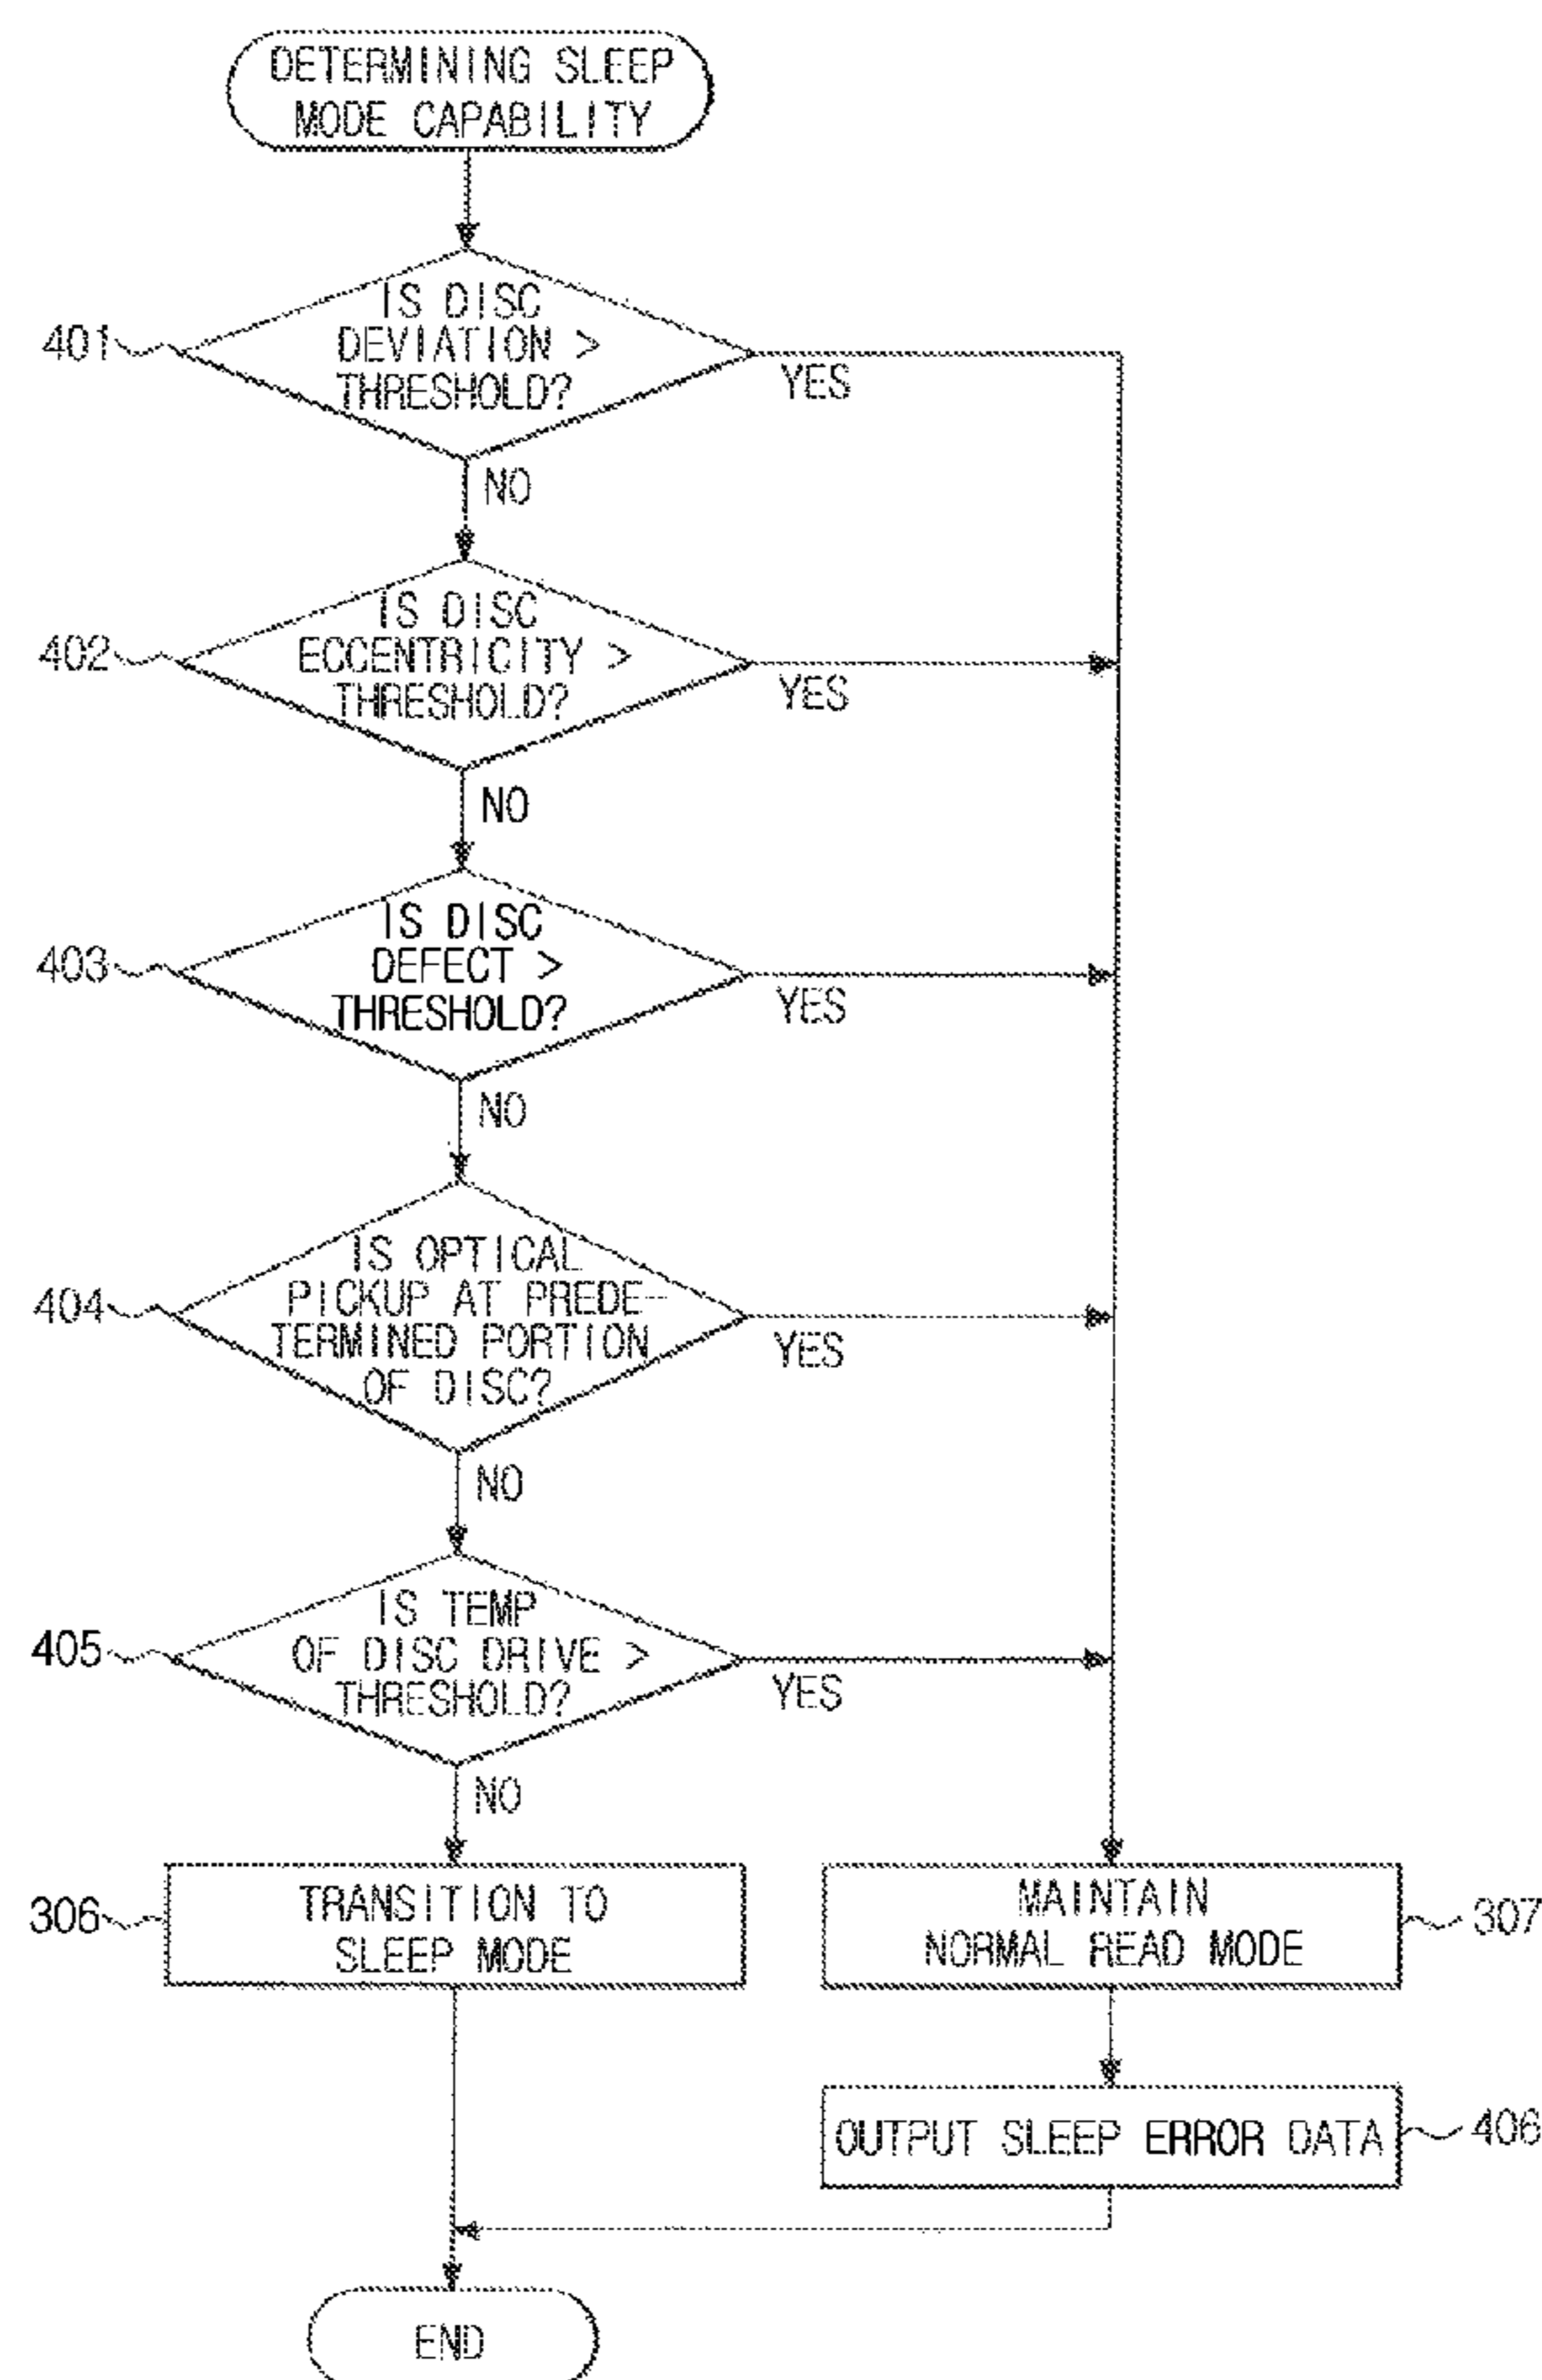 DETERMINING SLEEP
MODE CAPABILITY
401
IS DISC
DEVIATION >
THRESHOLD?
YES
NO
402
IS DISC
ECCENTRICITY >
THRESHOLD?
YES
NO
403
IS DISC
DEFECT >
THRESHOLD?
YES
NO
404
IS OPTICAL
PICKUP AT PREDE-
TERMINED PORTION
OF DISC?
YES
NO
405
IS TEMP
OF DISC DRIVE >
THRESHOLD?
YES
NO
306
TRANSITION TO
SLEEP MODE
MAINTAIN
NORMAL READ MODE
307
OUTPUT SLEEP ERROR DATA
406
END